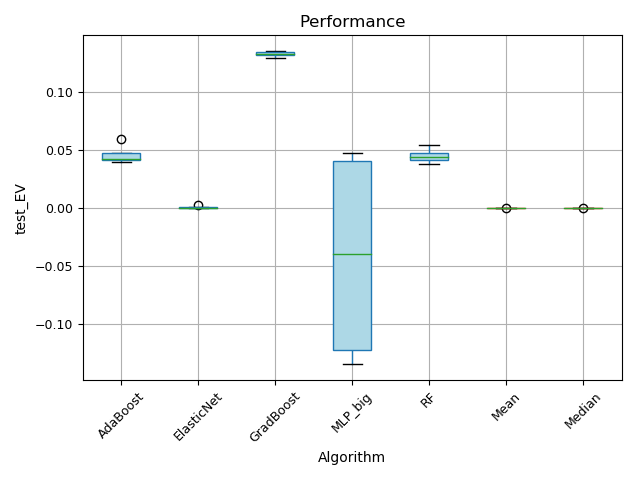 Performance
test_EV
0.10
0.05
0.00
−0.05
−0.10
AdaBoost
ElasticNet
GradBoost
MLP_big
RF
Mean
Median
Algorithm